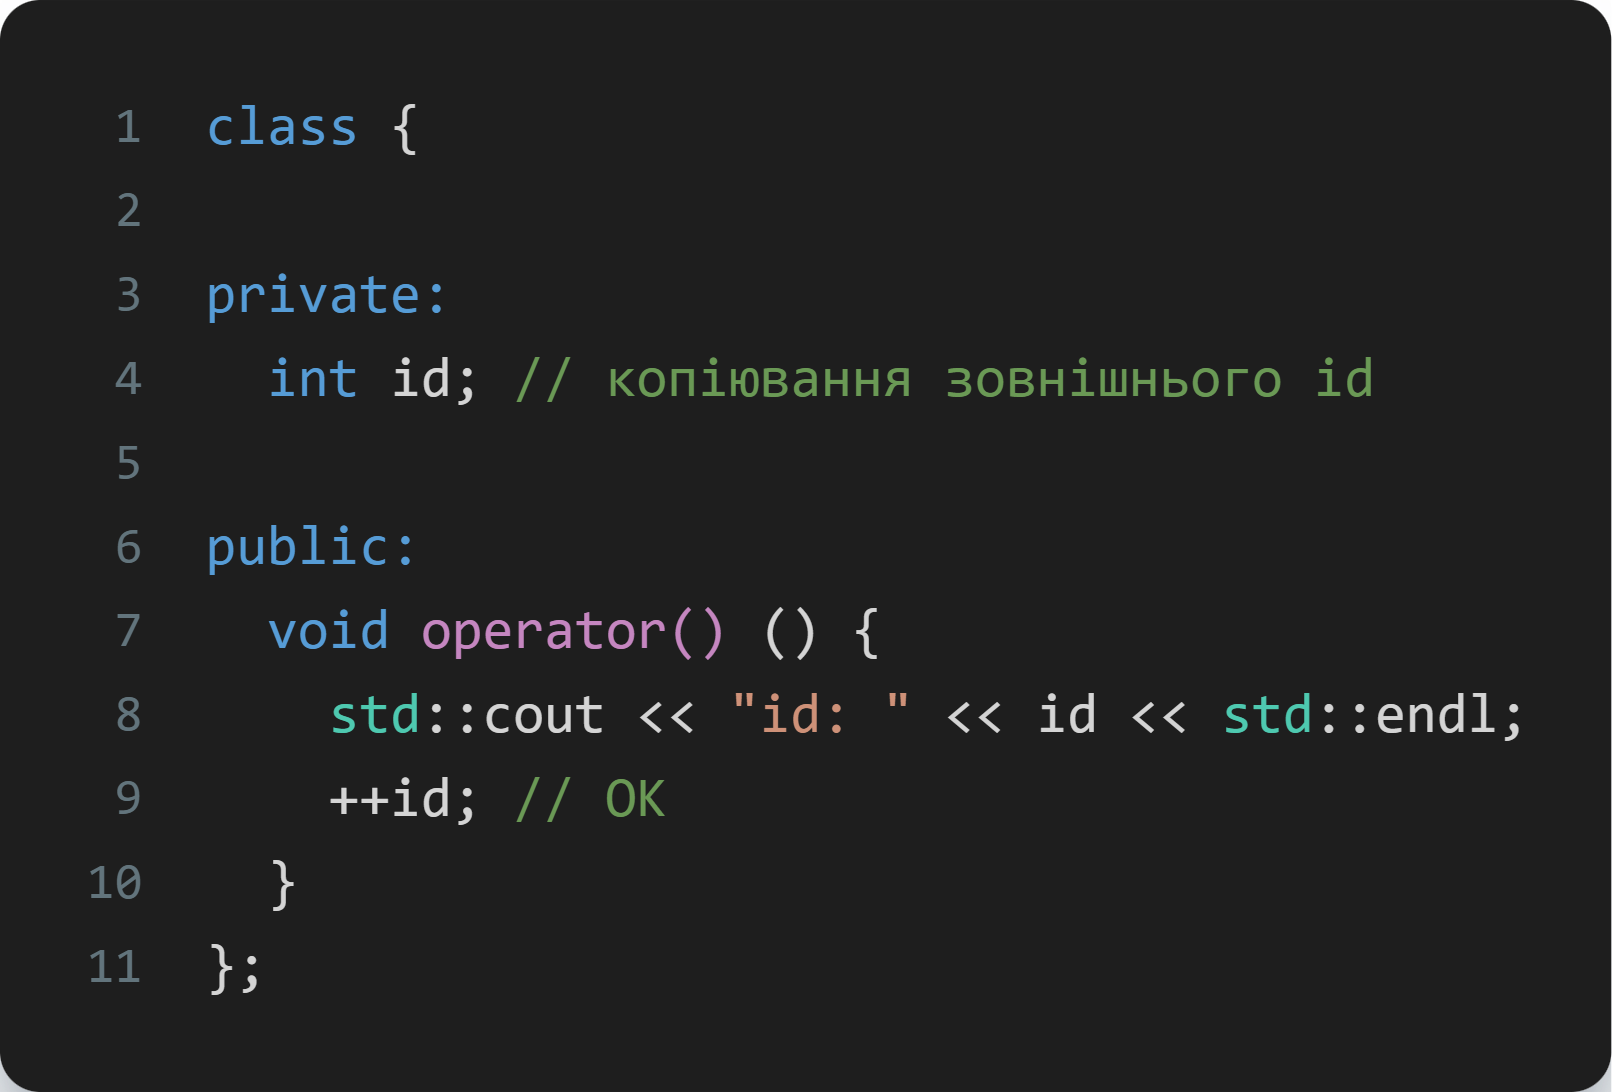 1 class {
2
3 private:
4 int id; // копіювання зовнішнього id
5
6 public:
7 void operator() () {
8 std::cout << "id: " << id << std::endl;
9 ++id; // OK
10 }
11 };